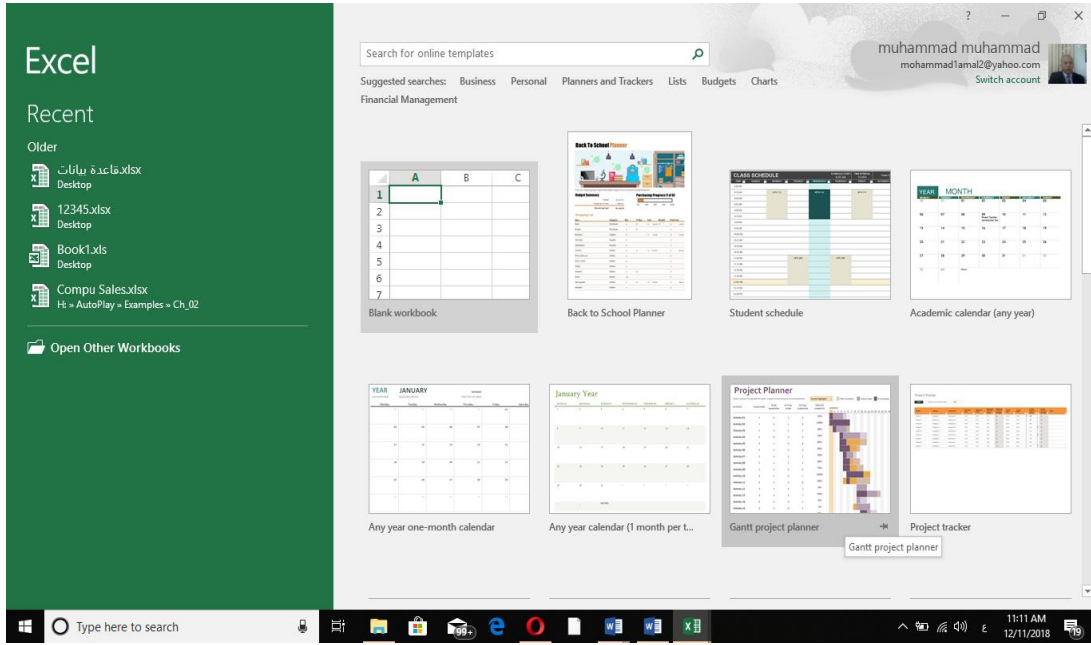 Excel
Recent
Older
قاعدة بيانات.xlsx
Desktop
12345.xlsx
Desktop
Book1.xls
Desktop
Compu Sales.xlsx
H: » AutoPlay » Examples » Ch_02
Open Other Workbooks
?
muhammad muhammad
mohammad1amal2@yahoo.com
Switch account
Search for online templates
Suggested searches: Business Personal Planners and Trackers Lists Budgets Charts
Financial Management
A B C
1
2
3
4
5
6
7
Blank workbook
Back To School Planner
Back to School Planner
CLASS SCHEDULE
Student schedule
YEAR MONTH
Academic calendar (any year)
YEAR JANUARY
Any year one-month calendar
January Year
Any year calendar (1 month per t...
Project Planner
Gantt project planner
Project tracker
Gantt project planner
Type here to search
99+
ع
11:11 AM
12/11/2018
19